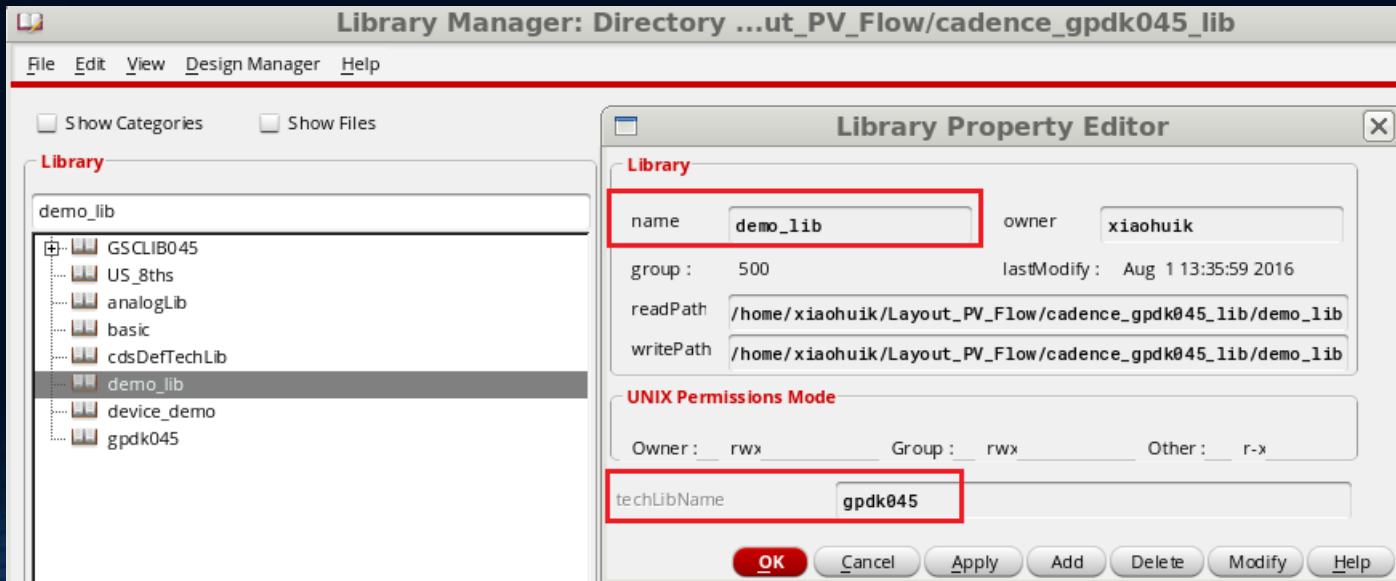 Library Manager: Directory ...ut_PV_Flow/cadence_gpdk045_lib
File Edit View Design Manager Help
Show Categories Show Files
Library
demo_lib
GSCLIB045
US_8ths
analogLib
basic
cdsDefTechLib
demo_lib
device_demo
gpdk045
Library Property Editor
Library
name demo_lib owner xiaohuik
group : 500 lastModify : Aug 1 13:35:59 2016
readPath /home/xiaohuik/Layout_PV_Flow/cadence_gpdk045_lib/demo_lib
writePath /home/xiaohuik/Layout_PV_Flow/cadence_gpdk045_lib/demo_lib
UNIX Permissions Mode
Owner : rwx Group : rwx Other : r-x
techLibName gpdk045
OK Cancel Apply Add Delete Modify Help